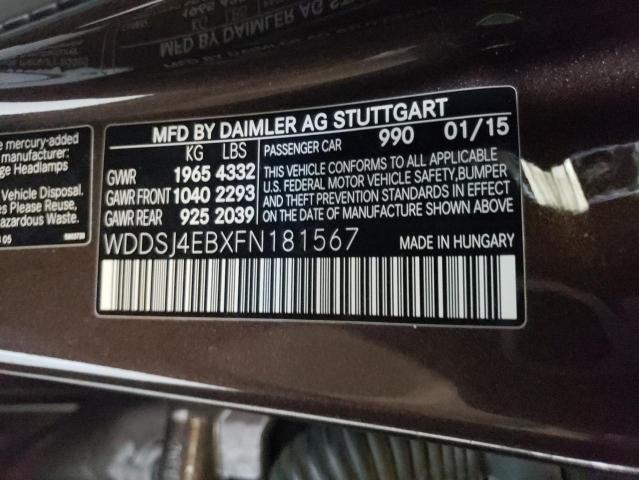 e mercury-added
manufacturer:
ge Headlamps
Vehicle Disposal.
s Please Reuse,
azardous Waste.
05
MFD BY DAIMLER AG STUTTGART
KG LBS
GVWR 1965 4332
GAWR FRONT 1040 2293
GAWR REAR 925 2039
PASSENGER CAR 990 01/15
THIS VEHICLE CONFORMS TO ALL APPLICABLE
U.S. FEDERAL MOTOR VEHICLE SAFETY,BUMPER
AND THEFT PREVENTION STANDARDS IN EFFECT
ON THE DATE OF MANUFACTURE SHOWN ABOVE.
WDDSJ4EBXFN181567
MADE IN HUNGARY